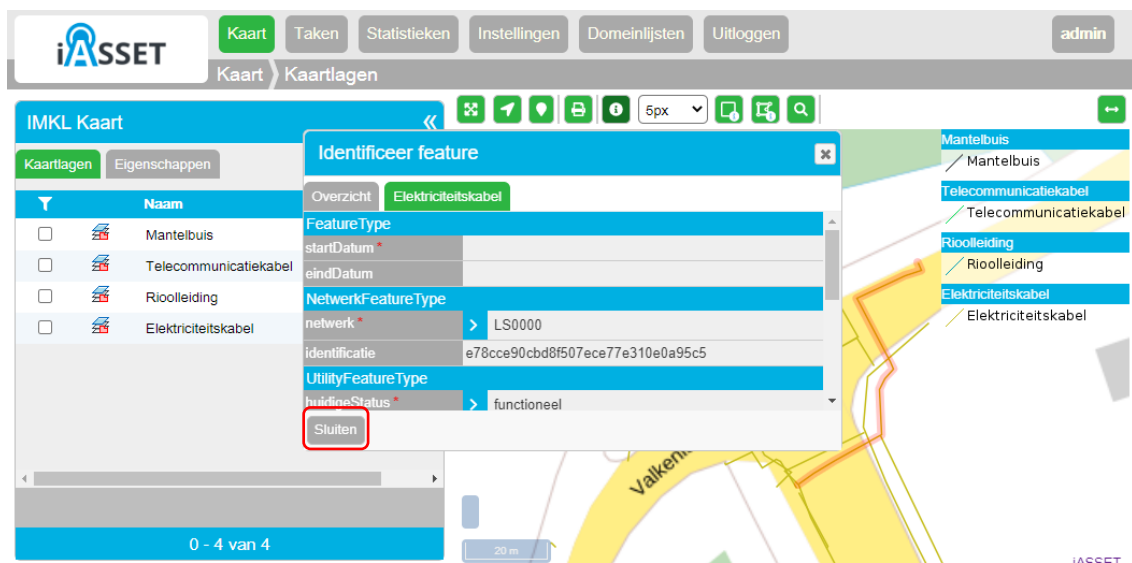 iASSET
Kaart Taken Statistieken Instellingen Domeinlijsten Uitloggen admin
Kaart Kaartlagen
IMKL Kaart
5px
Kaartlagen Eigenschappen
Naam
Mantelbuis
Telecommunicatiekabel
Rioolleiding
Elektriciteitskabel
0 - 4 van 4
Identificeer feature
Overzicht Elektriciteitskabel
FeatureType
startDatum *
eindDatum
NetwerkFeatureType
netwerk * LS0000
identificatie e78cce90cbd8f507ece77e310e0a95c5
UtilityFeatureType
huidigeStatus * functioneel
Sluiten
Mantelbuis
Mantelbuis
Telecommunicatiekabel
Telecommunicatiekabel
Rioolleiding
Rioolleiding
Elektriciteitskabel
Elektriciteitskabel
20 m
iASSET